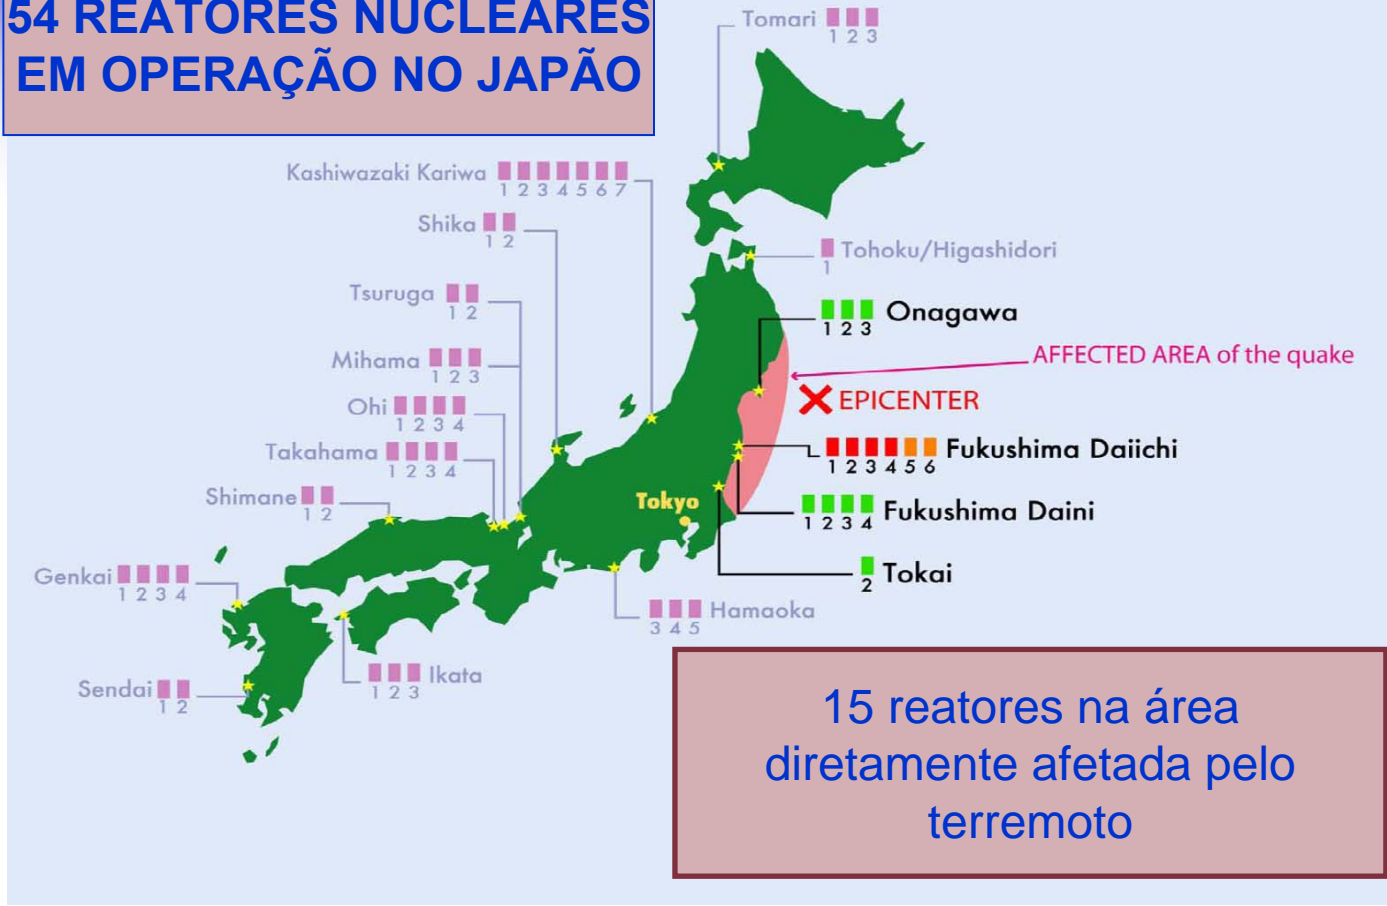 54 REATORES NUCLEARES
EM OPERAÇÃO NO JAPÃO
Tomari
1 2 3
Kashiwazaki Kariwa
1 2 3 4 5 6 7
Shika
1 2
Tohoku/Higashidori
1
Tsuruga
1 2
Onagawa
1 2 3
Mihama
1 2 3
AFFECTED AREA of the quake
EPICENTER
Ohi
1 2 3 4
Takahama
1 2 3 4
Fukushima Daiichi
1 2 3 4 5 6
Shimane
1 2
Tokyo
Fukushima Daini
1 2 3 4
Genkai
1 2 3 4
Tokai
2
Hamaoka
3 4 5
Ikata
1 2 3
Sendai
1 2
15 reatores na área
diretamente afetada pelo
terremoto